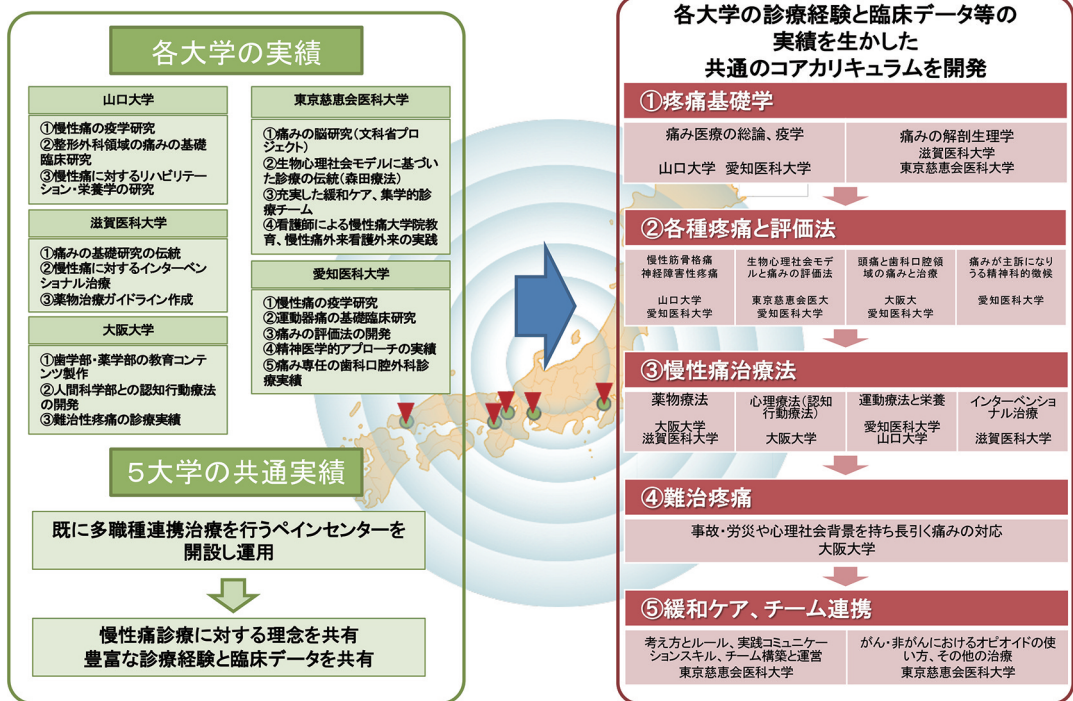 各大学の実績
山口大学
①慢性痛の疫学研究
②整形外科領域の痛みの基礎
臨床研究
③慢性痛に対するリハビリテー
ション・栄養学の研究
滋賀医科大学
①痛みの基礎研究の伝統
②慢性痛に対するインターベン
ショナル治療
③薬物治療ガイドライン作成
大阪大学
①歯学部・薬学部の教育コンテ
ンツ製作
②人間科学部との認知行動療法
の開発
③難治性疼痛の診療実績
東京慈恵会医科大学
①痛みの脳研究(文科省プロ
ジェクト)
②生物心理社会モデルに基づい
た診療の伝統(森田療法)
③充実した緩和ケア、集学的診
療チーム
④看護師による慢性痛大学院教
育、慢性痛外来看護外来の実践
愛知医科大学
①慢性痛の疫学研究
②運動器痛の基礎臨床研究
③痛みの評価法の開発
④精神医学的アプローチの実績
⑤痛み専任の歯科口腔外科診
療実績
5大学の共通実績
既に多職種連携治療を行うペインセンターを
開設し運用
慢性痛診療に対する理念を共有
豊富な診療経験と臨床データを共有
各大学の診療経験と臨床データ等の
実績を生かした
共通のコアカリキュラムを開発
①疼痛基礎学
痛み医療の総論、疫学
山口大学 愛知医科大学
痛みの解剖生理学
滋賀医科大学
東京慈恵会医科大学
②各種疼痛と評価法
慢性筋骨格痛
神経障害性疼痛
山口大学
愛知医科大学
生物心理社会モデ
ルと痛みの評価法
東京慈恵会医大
愛知医科大学
頭痛と歯科口腔領
域の痛みと治療
大阪大
愛知医科大学
痛みが主訴になり
うる精神科的徴候
愛知医科大学
③慢性痛治療法
薬物療法
大阪大学
滋賀医科大学
心理療法(認知
行動療法)
大阪大学
運動療法と栄養
愛知医科大学
山口大学
インターベンショ
ナル治療
滋賀医科大学
④難治疼痛
事故・労災や心理社会背景を持ち長引く痛みの対応
大阪大学
⑤緩和ケア、チーム連携
考え方とルール、実践コミュニケー
ションスキル、チーム構築と運営
東京慈恵会医科大学
がん・非がんにおけるオピオイドの使
い方、その他の治療
東京慈恵会医科大学